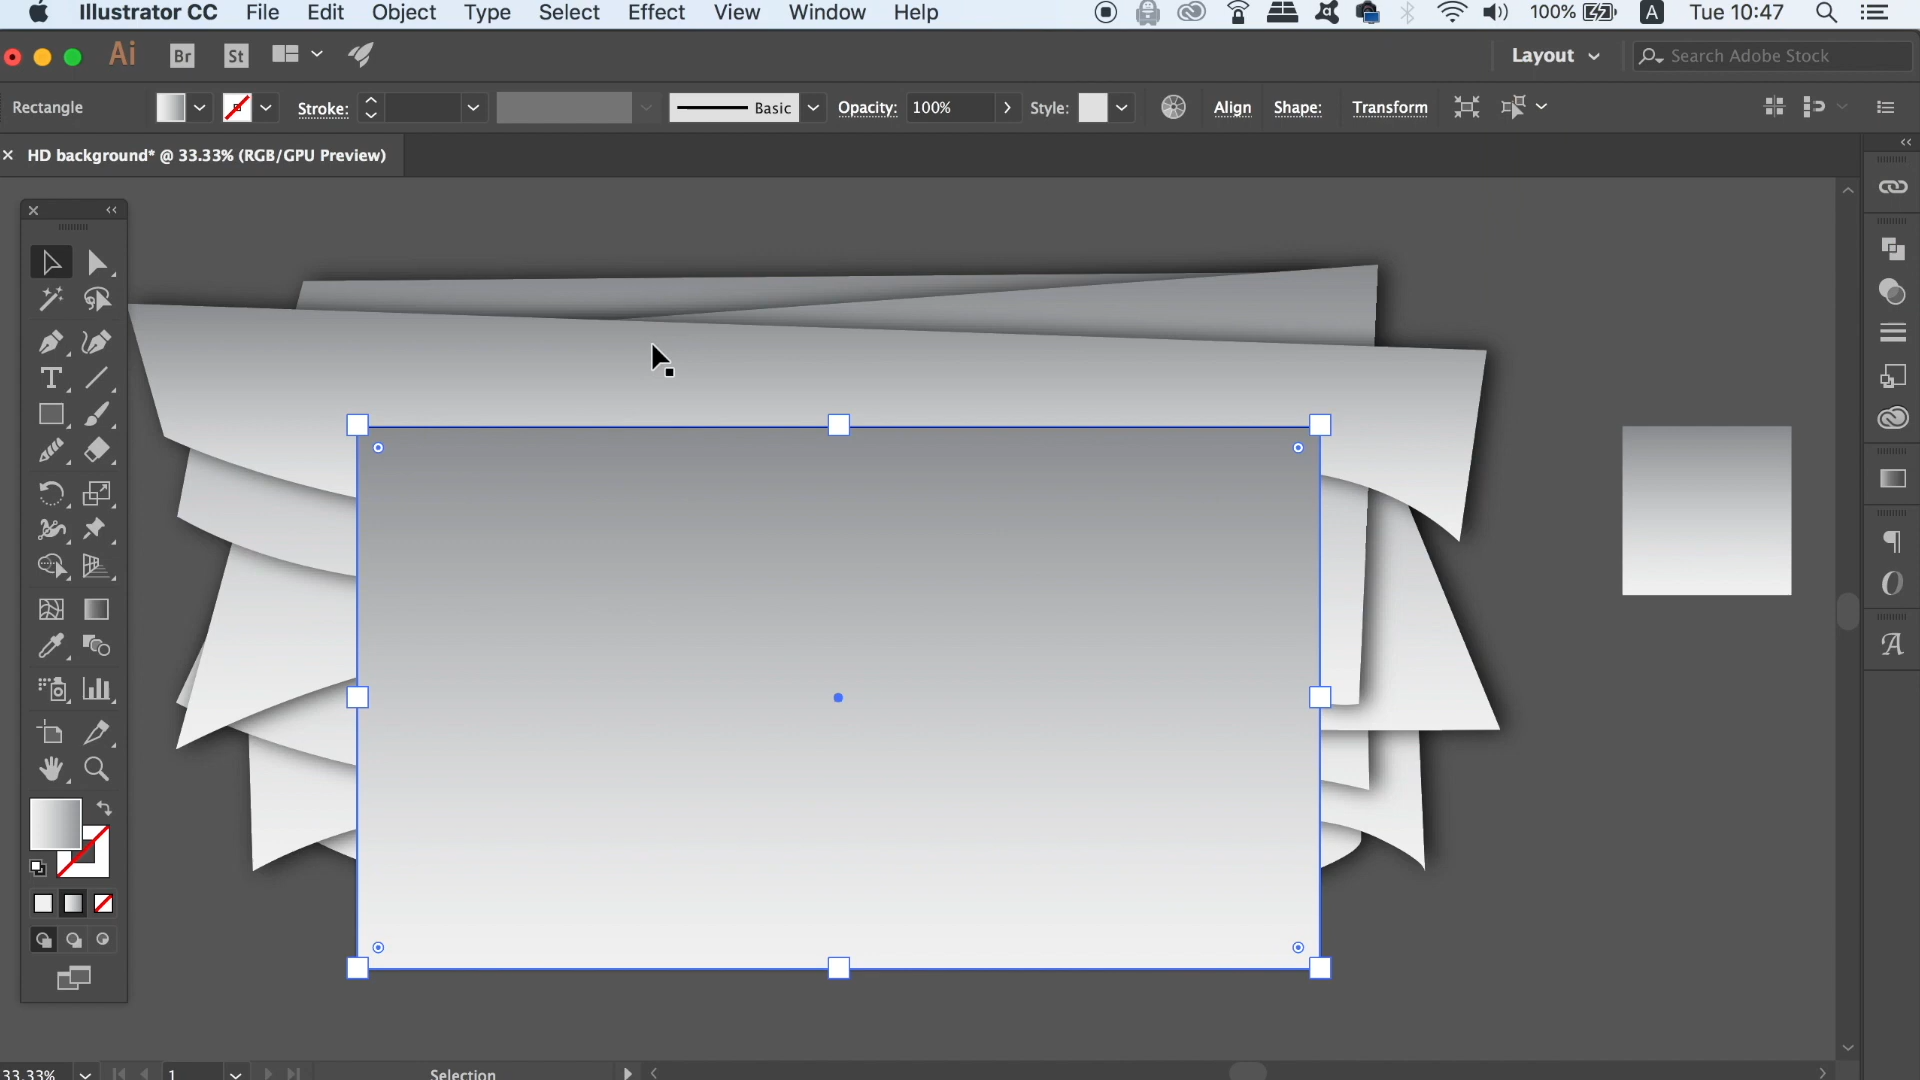 Illustrator CC File Edit Object Type Select Effect View Window Help 100% A Tue 10:47
Ai Br St Layout Search Adobe Stock
Rectangle Stroke: Basic Opacity: 100% Style: Align Shape: Transform
HD background* @ 33.33% (RGB/GPU Preview)
33.33% 1 Selection